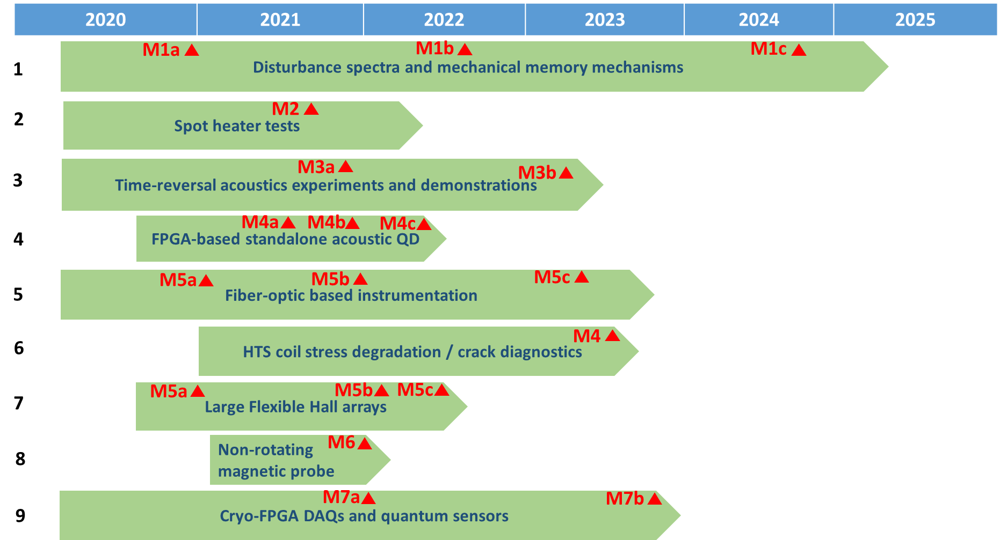 2020 2021 2022 2023 2024 2025
M1a M1b M1c
1 Disturbance spectra and mechanical memory mechanisms
M2
2 Spot heater tests
M3a M3b
3 Time-reversal acoustics experiments and demonstrations
M4a M4b M4c
4 FPGA-based standalone acoustic QD
M5a M5b M5c
5 Fiber-optic based instrumentation
M4
6 HTS coil stress degradation / crack diagnostics
M5a M5b M5c
7 Large Flexible Hall arrays
M6
8 Non-rotating
magnetic probe
M7a M7b
9 Cryo-FPGA DAQs and quantum sensors